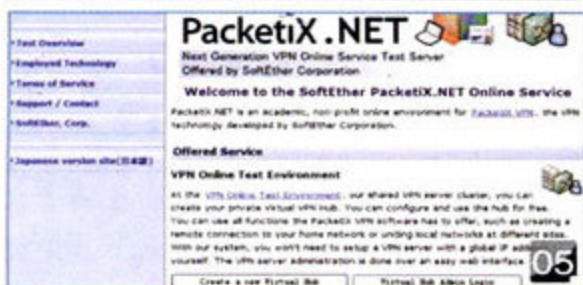 PacketiX .NET
Next Generation VPN Online Service Test Server
Offered by SoftEther Corporation
Test Overview
Employed Technology
Terms of Service
Support / Contact
SoftEther, Corp.
Japanese version site(日本語)
Welcome to the SoftEther PacketiX.NET Online Service
PacketiX.NET is an academic, non-profit online environment for PacketiX VPN, the VPN
technology developed by SoftEther Corporation.
Offered Service
VPN Online Test Environment
At the VPN Online Test Environment, our shared VPN server cluster, you can
create your private Virtual VPN Hub. You can configure and use the hub for free.
You can use all functions the PacketiX VPN software has to offer, such as creating a
remote connection to your home network or uniting local networks at different sites.
With our system, you won't need to setup a VPN server with a global IP
yourself. The VPN server administration is done over an easy web interface
Create a new Virtual Hub
Virtual Hub Admin Login
05